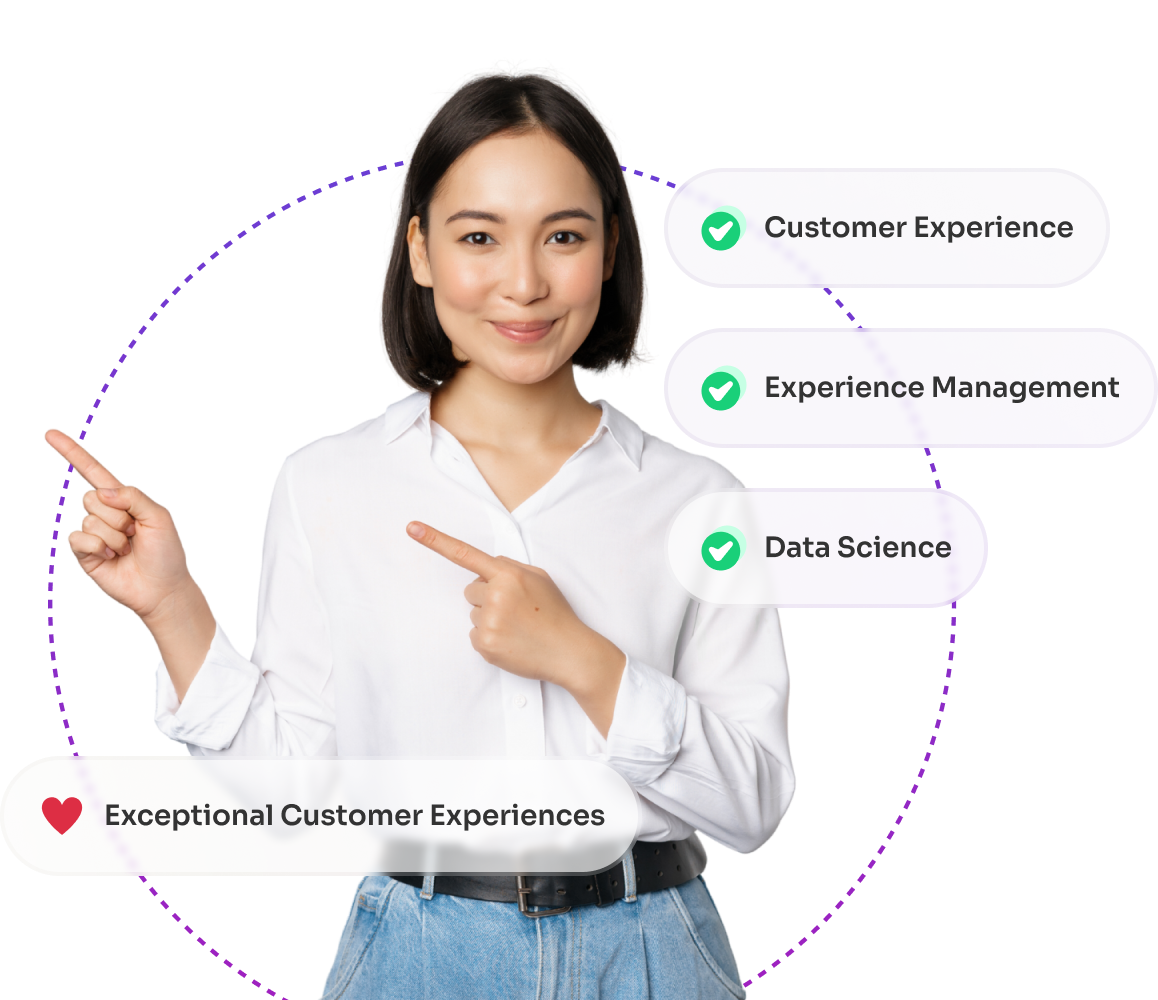 Customer Experience
Experience Management
Data Science
Exceptional Customer Experiences